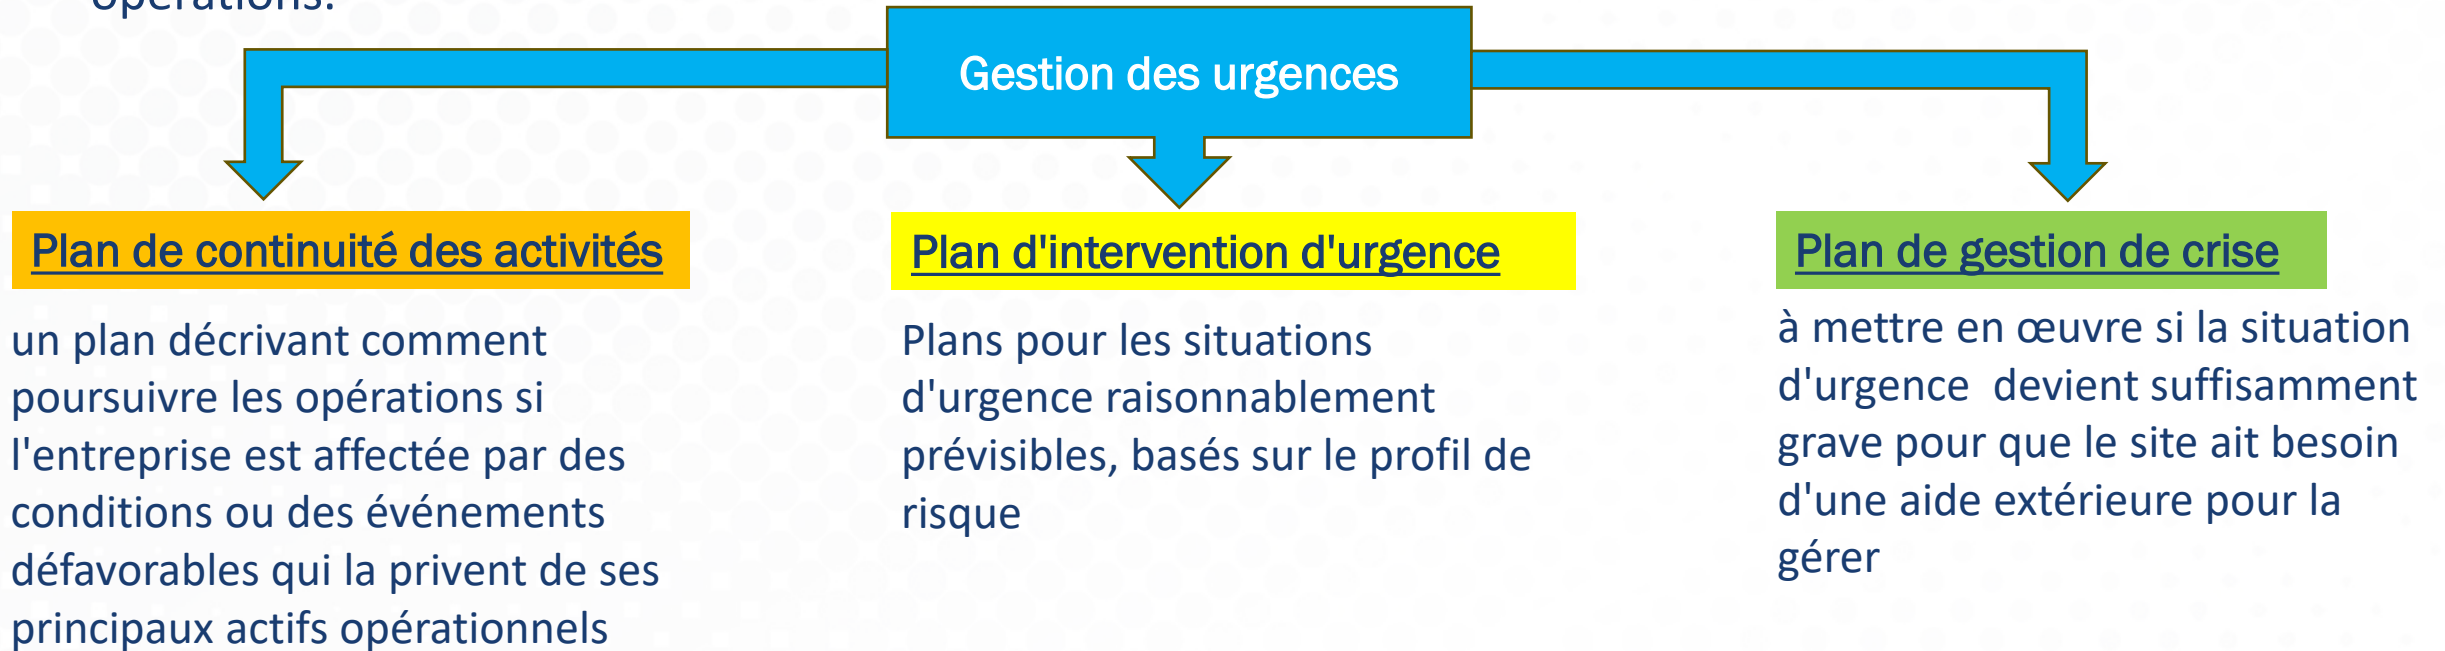 opérations.
Gestion des urgences
Plan de continuité des activités
un plan décrivant comment
poursuivre les opérations si
l'entreprise est affectée par des
conditions ou des événements
défavorables qui la privent de ses
principaux actifs opérationnels
Plan d'intervention d'urgence
Plans pour les situations
d'urgence raisonnablement
prévisibles, basés sur le profil de
risque
Plan de gestion de crise
à mettre en œuvre si la situation
d'urgence  devient suffisamment
grave pour que le site ait besoin
d'une aide extérieure pour la
gérer